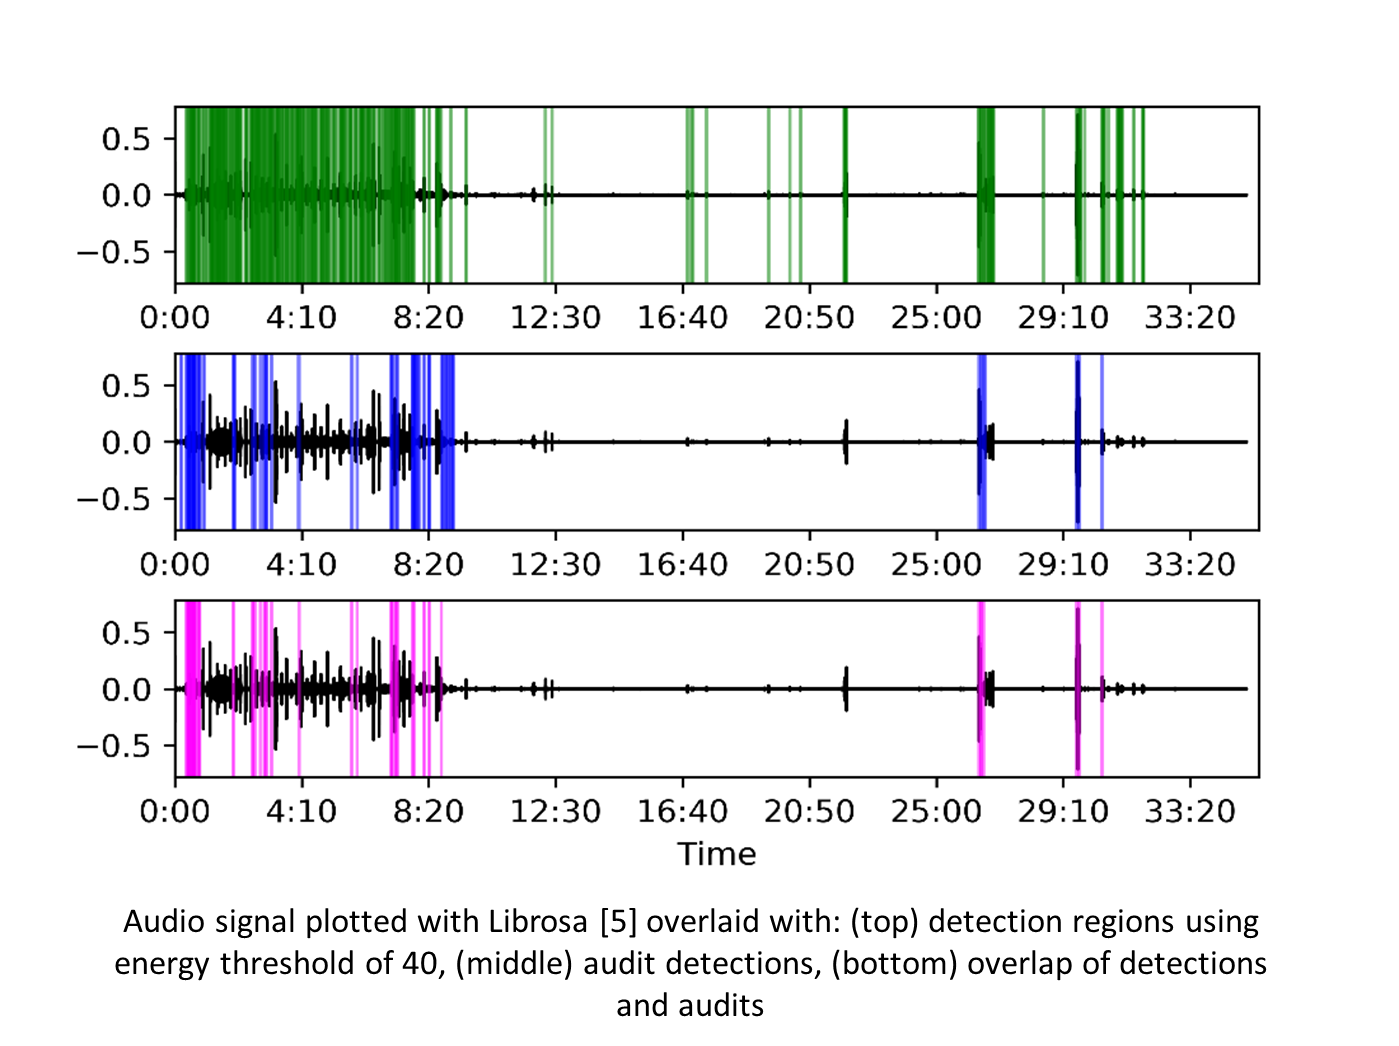 0.5
0.0
−0.5
0:00 4:10 8:20 12:30 16:40 20:50 25:00 29:10 33:20
0.5
0.0
−0.5
0:00 4:10 8:20 12:30 16:40 20:50 25:00 29:10 33:20
0.5
0.0
−0.5
0:00 4:10 8:20 12:30 16:40 20:50 25:00 29:10 33:20
Time
Audio signal plotted with Librosa [5] overlaid with: (top) detection regions using
energy threshold of 40, (middle) audit detections, (bottom) overlap of detections
and audits